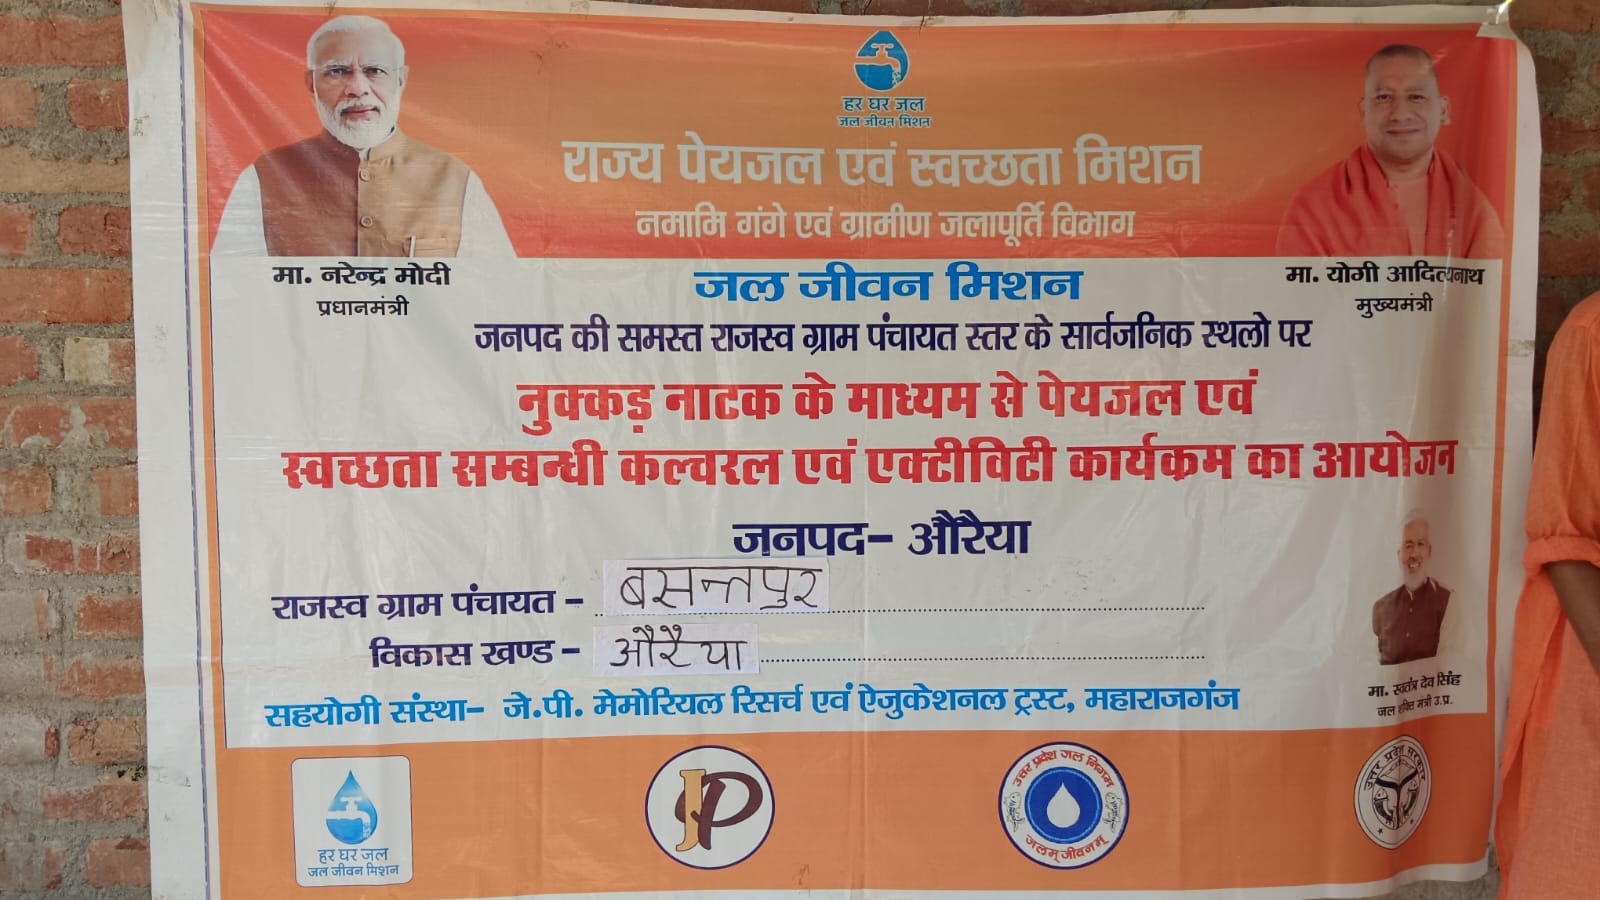 हर घर जल
जल जीवन मिशन
राज्य पेयजल एवं स्वच्छता मिशन
नमामि गंगे एवं ग्रामीण जलापूर्ति विभाग
मा. नरेन्द्र मोदी
प्रधानमंत्री
मा. योगी आदित्यनाथ
मुख्यमंत्री
जल जीवन मिशन
जनपद की समस्त राजस्व ग्राम पंचायत स्तर के सार्वजनिक स्थलो पर
नुक्कड़ नाटक के माध्यम से पेयजल एवं
स्वच्छता सम्बन्धी कल्चरल एवं एक्टीविटी कार्यक्रम का आयोजन
जनपद– औरैया
राजस्व ग्राम पंचायत – बसन्तपुर
विकास खण्ड – औरैया
मा. स्वतंत्र देव सिंह
जल शक्ति मंत्री उ.प्र.
सहयोगी संस्था– जे.पी. मेमोरियल रिसर्च एवं ऐजुकेशनल ट्रस्ट, महाराजगंज
हर घर जल
जल जीवन मिशन
JP
उत्तर प्रदेश जल निगम
जलम् जीवनम्
उत्तर प्रदेश सरकार